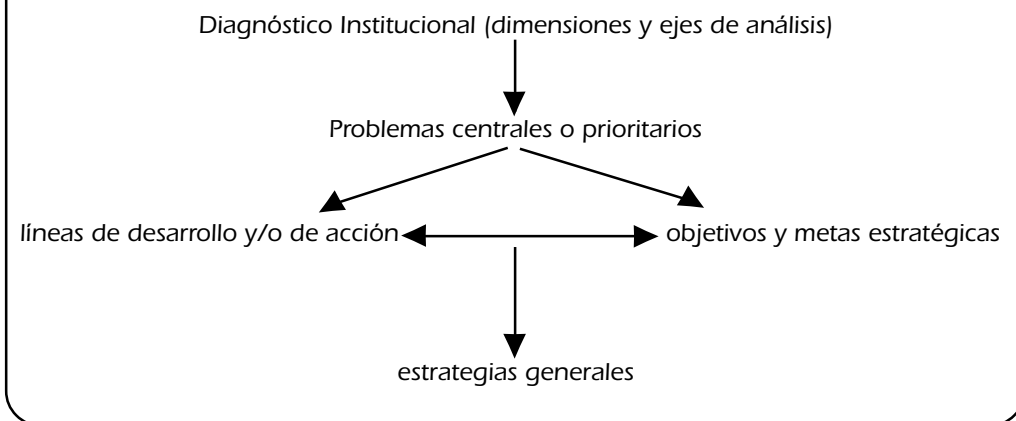 Diagnóstico Institucional (dimensiones y ejes de análisis)
Problemas centrales o prioritarios
líneas de desarrollo y/o de acción objetivos y metas estratégicas
estrategias generales